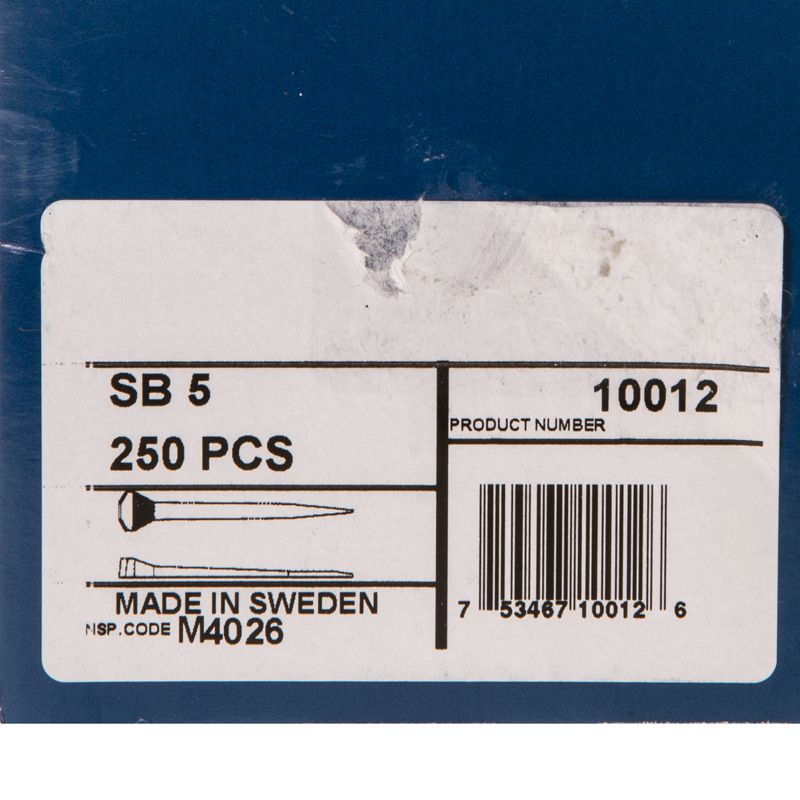 SB 5
250 PCS
10012
PRODUCT NUMBER
MADE IN SWEDEN
NSP.CODE M4026
7 53467 10012 6